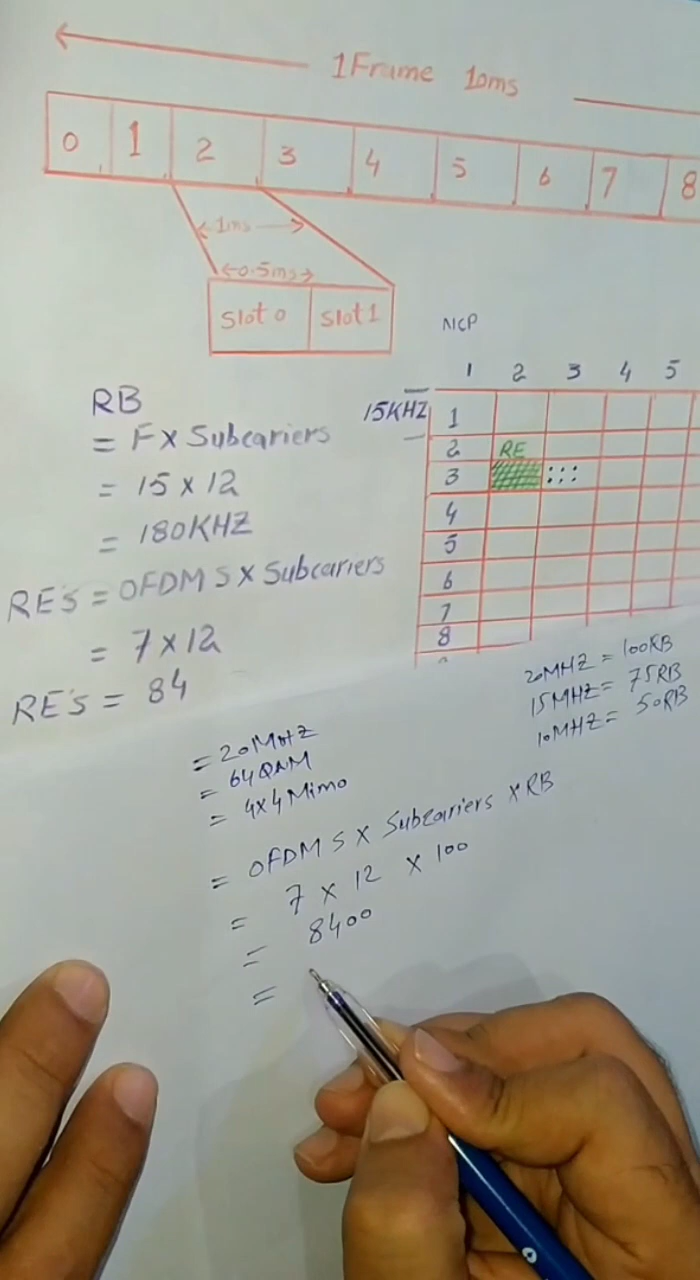 1 Frame 10ms
0 1 2 3 4 5 6 7 8
1ms
0.5ms
Slot 0 Slot 1
NCP
1 2 3 4 5
15KHZ
1
2 RE
3
4
5
6
7
8
RB
= F X Subcariers
= 15 X 12
= 180KHZ
RE'S = OFDM S X Subcariers
= 7 X 12
RE'S = 84
20MHZ = 100RB
15MHZ = 75RB
10MHZ = 50RB
= 20MHZ
= 64QAM
= 4x4 Mimo
= OFDM S X Subcariers X RB
= 7 X 12 X 100
= 8400
=